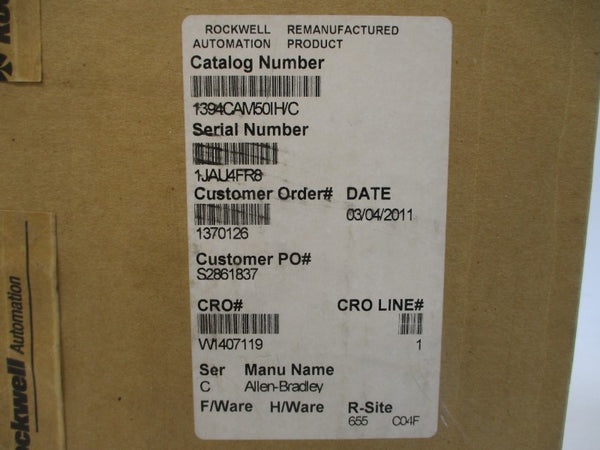 ROCKWELL REMANUFACTURED
AUTOMATION PRODUCT
Catalog Number
1394CAM50IH/C
Serial Number
1JAU4FR8
Customer Order# DATE
1370126 03/04/2011
Customer PO#
S2861837
CRO# CRO LINE#
W1407119 1
Ser Manu Name
C Allen-Bradley
F/Ware H/Ware R-Site
655 C04F
ckwell Automation